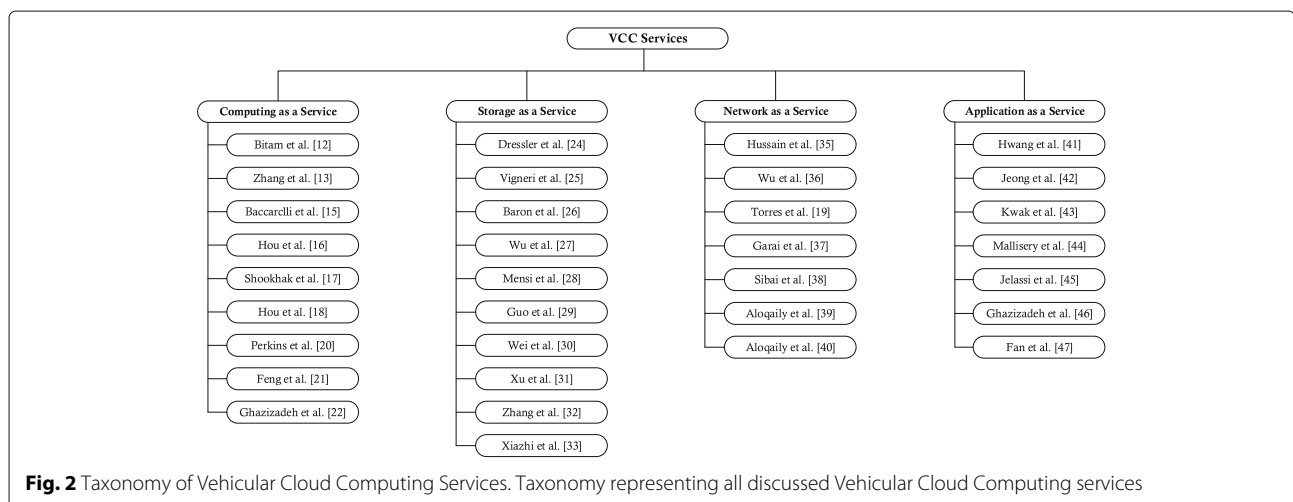 VCC Services
Computing as a Service
Bitam et al. [12]
Zhang et al. [13]
Baccarclli et al. [15]
Hou et al. [16]
Shookhak et al. [17]
Hou et al. [18]
Perkins et al. [20]
Feng et al. [21]
Ghazizadeh et al. [22]
Storage as a Service
Dressler et al. [24]
Vigneri et al. [25]
Baron et al. [26]
Wu et al. [27]
Mensi et al. [28]
Guo et al. [29]
Wei et al. [30]
Xu et al. [31]
Zhang et al. [32]
Xiazhi et al. [33]
Network as a Service
Hussain et al. [35]
Wu et al. [36]
Torres et al. [19]
Garai et al. [37]
Sibai et al. [38]
Aloqaily et al. [39]
Aloqaily et al. [40]
Application as a Service
Hwang et al. [41]
Jeong et al. [42]
Kwak et al. [43]
Mallisery et al. [44]
Jelassi et al. [45]
Ghazizadeh et al. [46]
Fan et al. [47]
Fig. 2 Taxonomy of Vehicular Cloud Computing Services. Taxonomy representing all discussed Vehicular Cloud Computing services